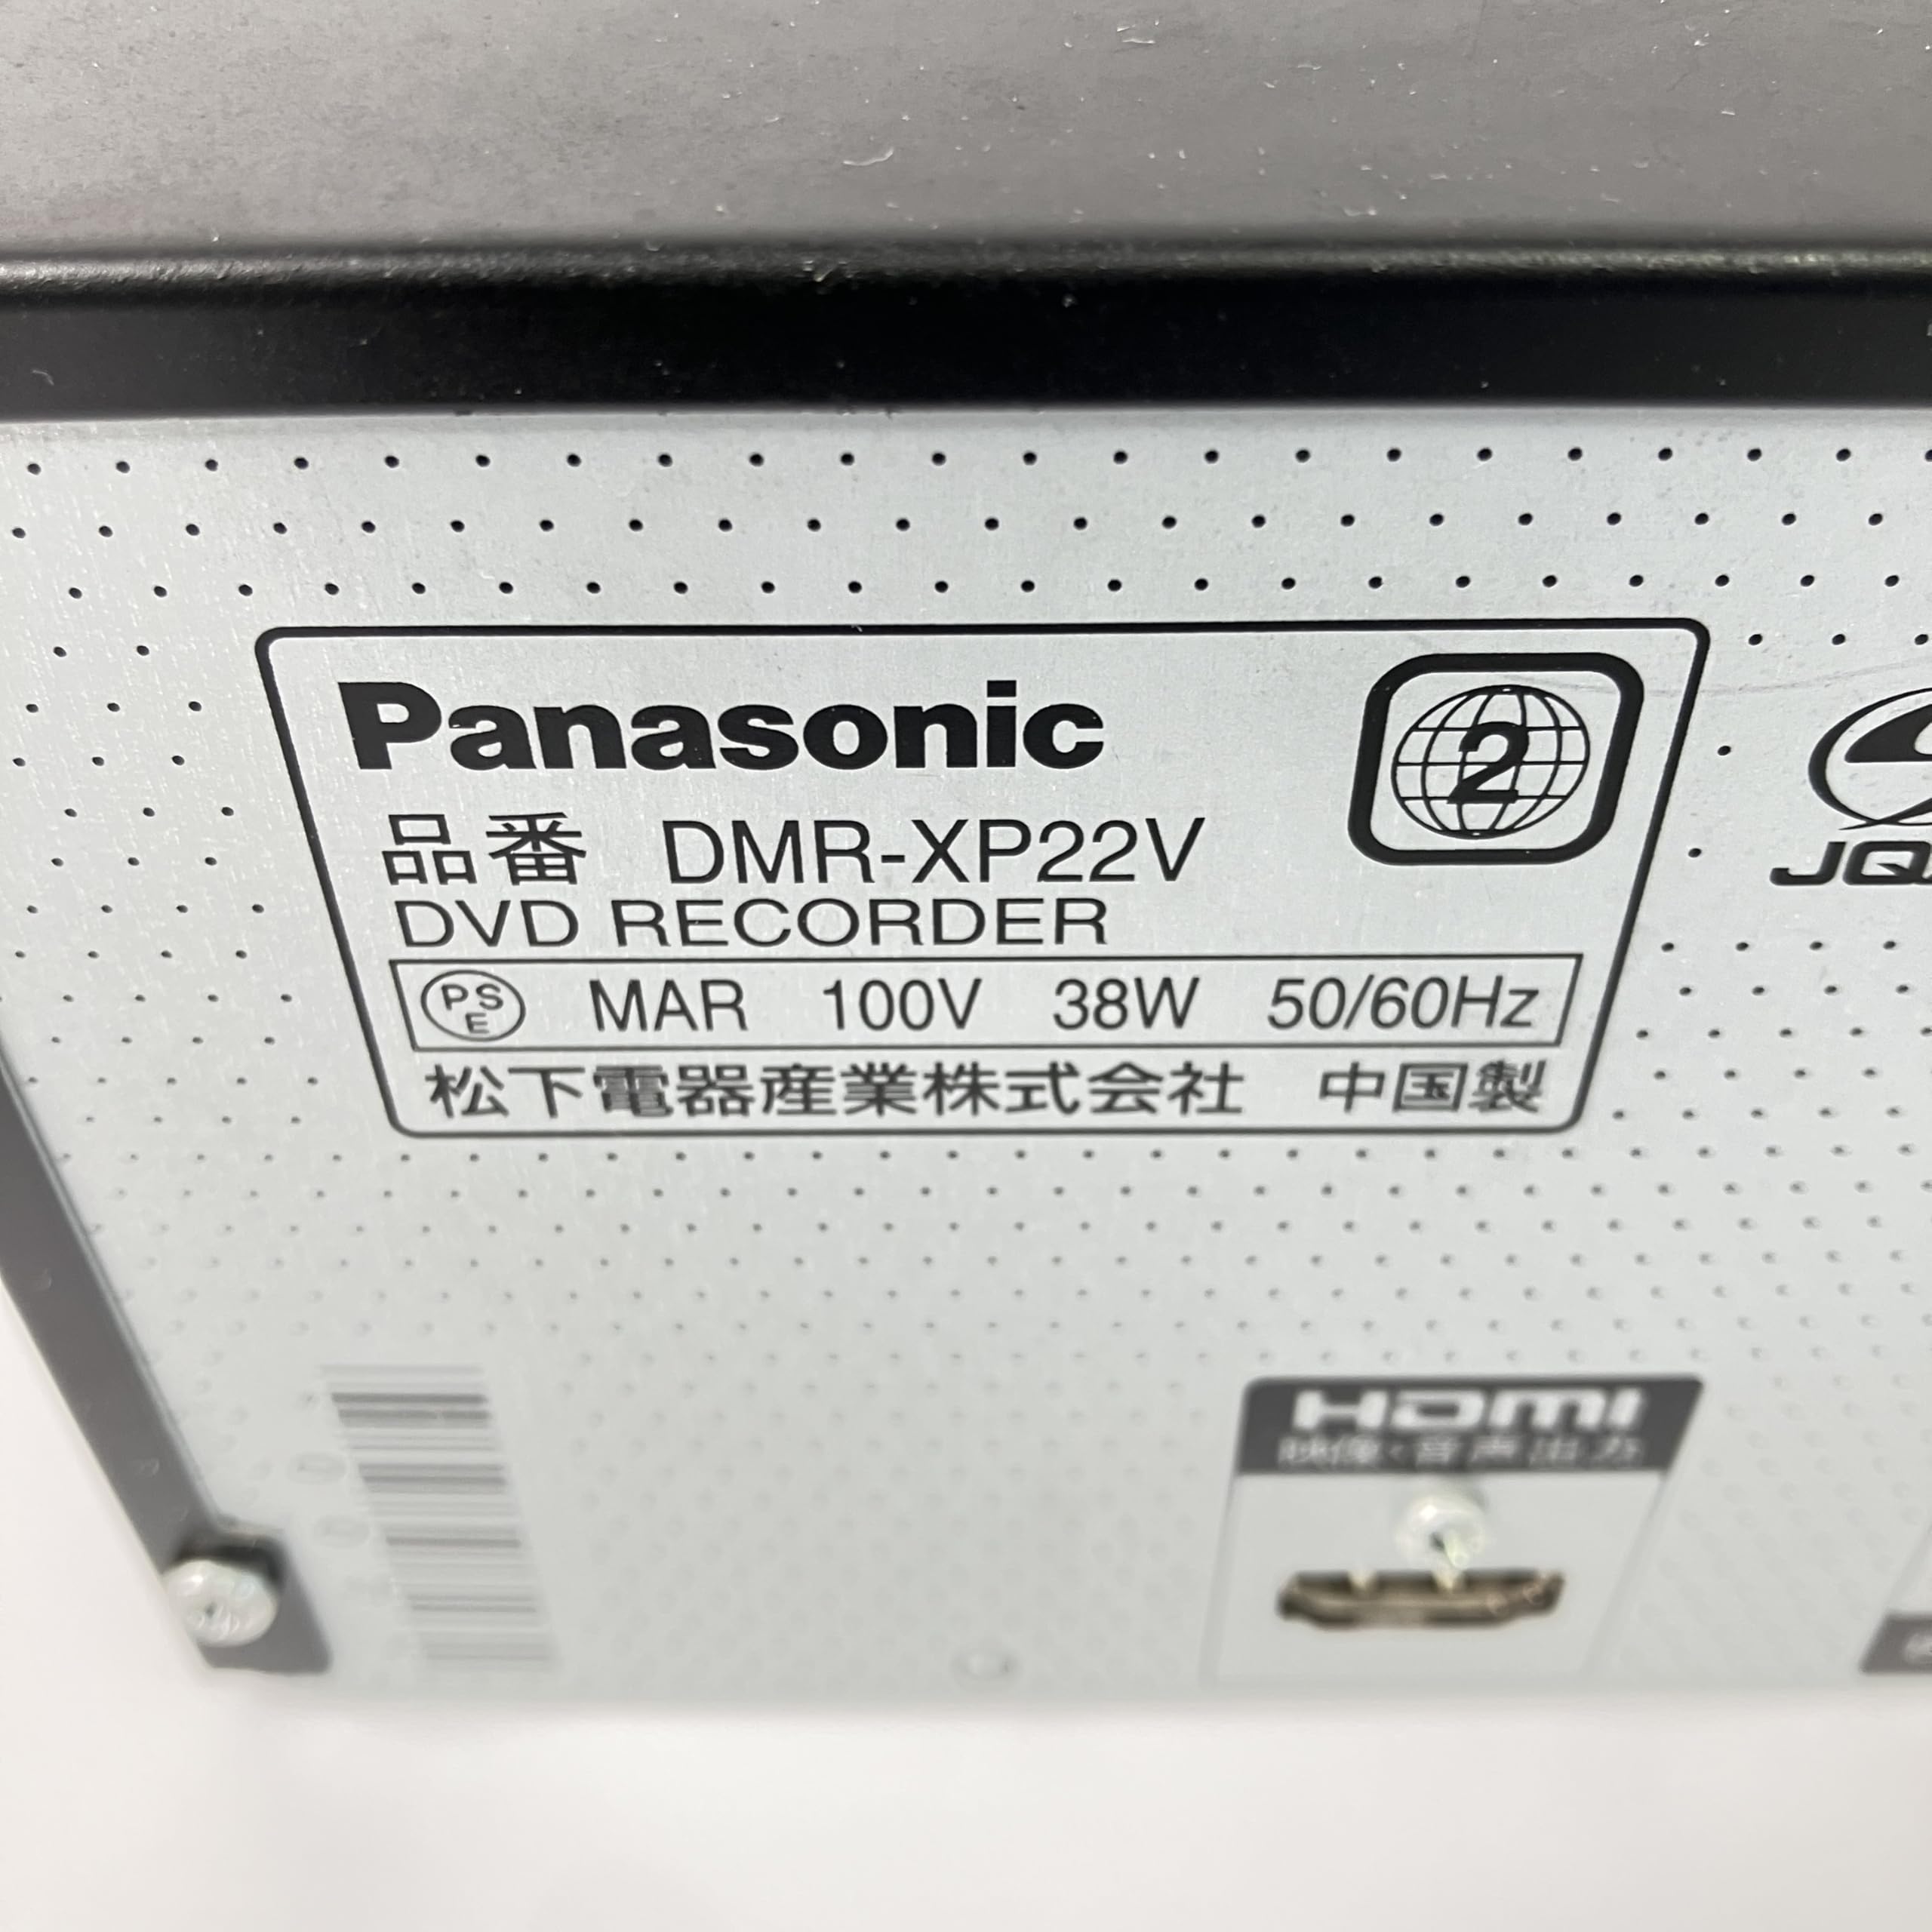 Panasonic
2
品番 DMR-XP22V
DVD RECORDER
PSE MAR 100V 38W 50/60Hz
松下電器産業株式会社 中国製
JQA
HDMI
映像・音声出力